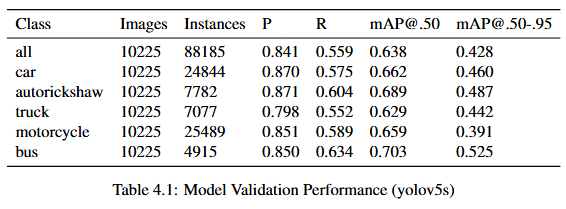 Class Images Instances P R mAP@.50 mAP@.50-.95
all 10225 88185 0.841 0.559 0.638 0.428
car 10225 24844 0.870 0.575 0.662 0.460
autorickshaw 10225 7782 0.871 0.604 0.689 0.487
truck 10225 7077 0.798 0.552 0.629 0.442
motorcycle 10225 25489 0.851 0.589 0.659 0.391
bus 10225 4915 0.850 0.634 0.703 0.525
Table 4.1: Model Validation Performance (yolov5s)